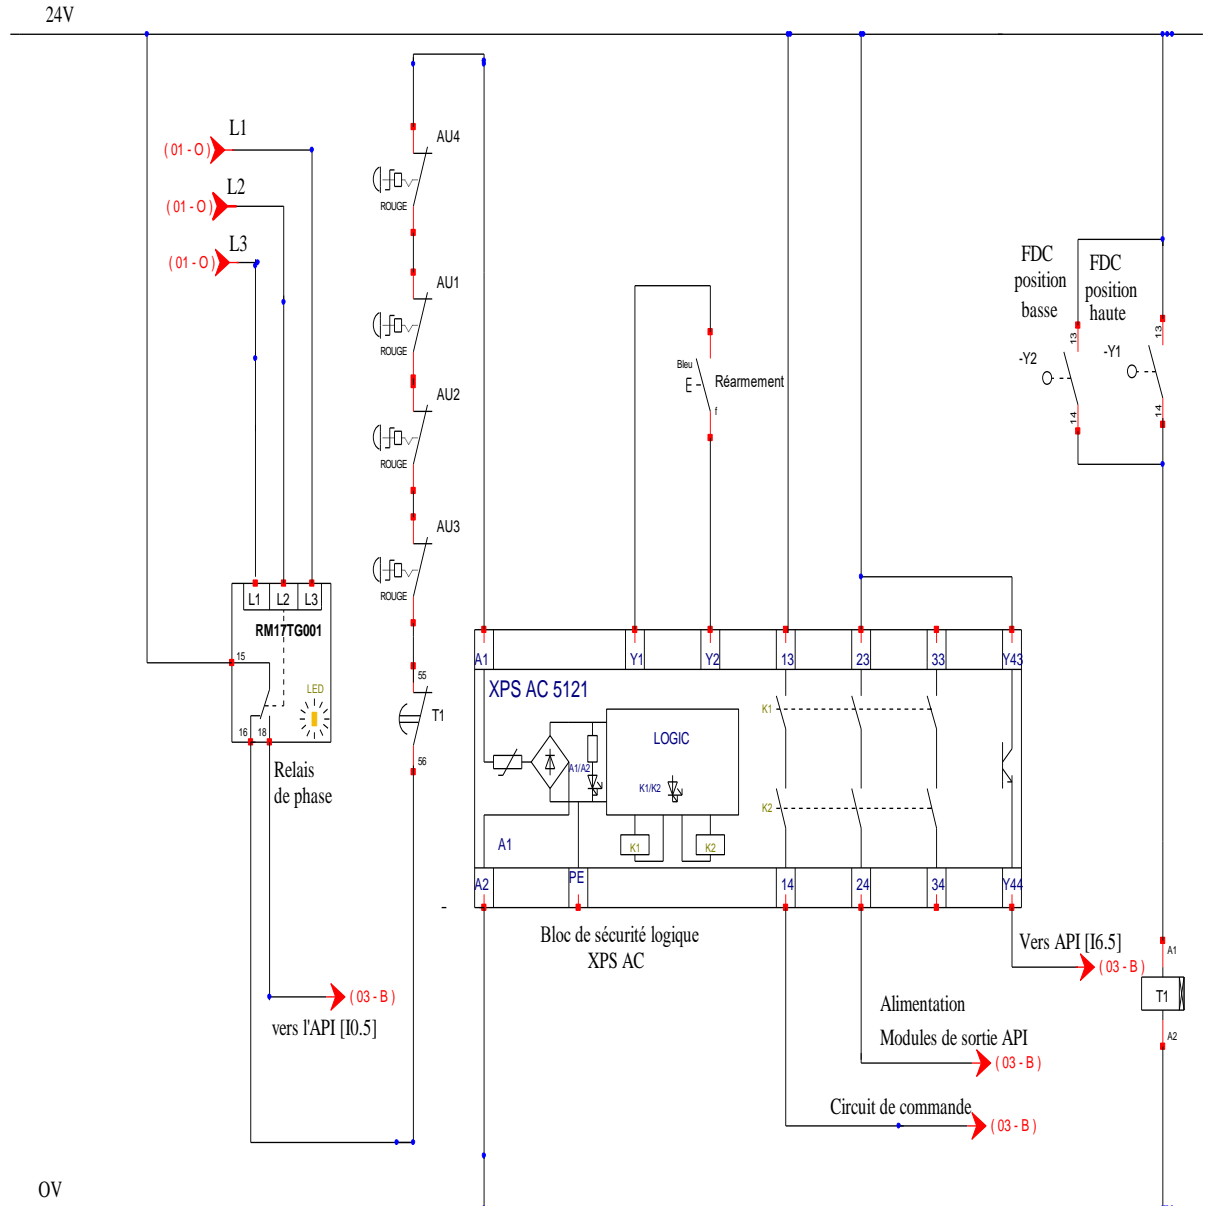 24V
L1
( 01 - O )
L2
( 01 - O )
L3
( 01 - O )
AU4
ROUGE
AU1
ROUGE
AU2
ROUGE
AU3
ROUGE
55
T1
56
L1 L2 L3
RM17TG001
15
LED
16 18
Relais
de phase
( 03 - B )
vers l'API [I0.5]
Bleu
E
Réarmement
f
FDC
position
basse
FDC
position
haute
13
-Y2
14
13
-Y1
14
A1 Y1 Y2 13 23 33 Y43
XPS AC 5121
LOGIC
A1/A2
K1/K2
K1
K2
K1
K2
A1
A2 PE 14 24 34 Y44
Bloc de sécurité logique
XPS AC
Vers API [I6.5]
( 03 - B )
Alimentation
Modules de sortie API
( 03 - B )
Circuit de commande
( 03 - B )
A1
T1
A2
OV